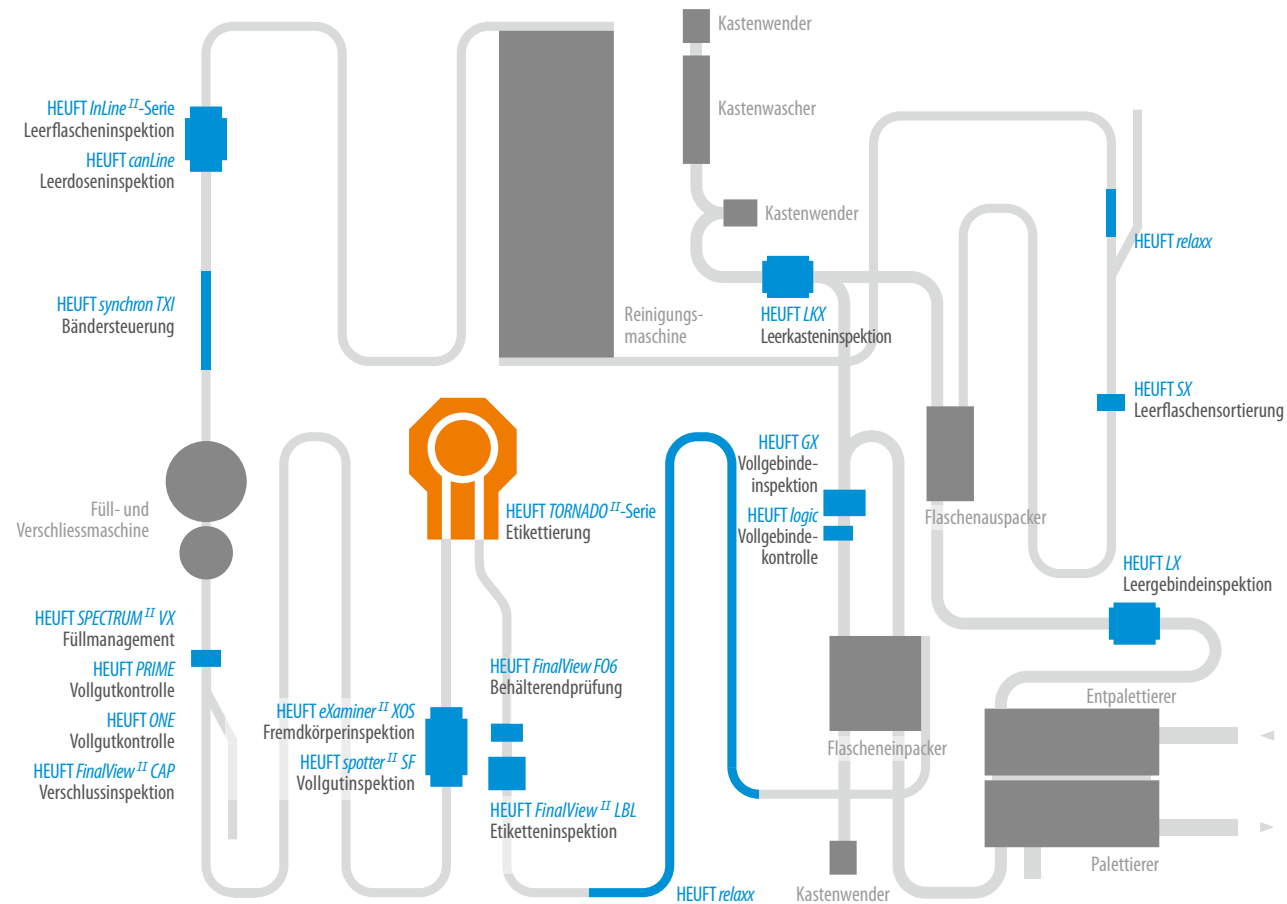 Kastenwender
HEUFT InLine II-Serie
Leerflascheninspektion
HEUFT canLine
Leerdoseninspektion
Kastenwascher
Kastenwender
HEUFT relaxx
HEUFT synchron TXI
Bändersteuerung
Reinigungs-
maschine
HEUFT LKX
Leerkasteninspektion
HEUFT SX
Leerflaschensortierung
HEUFT GX
Vollgebinde-
inspektion
HEUFT logic
Vollgebinde-
kontrolle
Füll- und
Verschliessmaschine
HEUFT TORNADO II-Serie
Etikettierung
Flaschenauspacker
HEUFT LX
Leergebindeinspektion
HEUFT SPECTRUM II VX
Füllmanagement
HEUFT PRIME
Vollgutkontrolle
HEUFT ONE
Vollgutkontrolle
HEUFT FinalView II CAP
Verschlussinspektion
HEUFT eXaminer II XOS
Fremdkörperinspektion
HEUFT spotter II SF
Vollgutinspektion
HEUFT FinalView FO6
Behälterendprüfung
HEUFT FinalView II LBL
Etiketteninspektion
Flascheneinpacker
Entpalettierer
Palettierer
HEUFT relaxx
Kastenwender